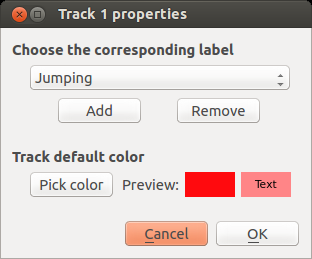 Track 1 properties
Choose the corresponding label
Jumping
Add Remove
Track default color
Pick color Preview: Text
Cancel OK